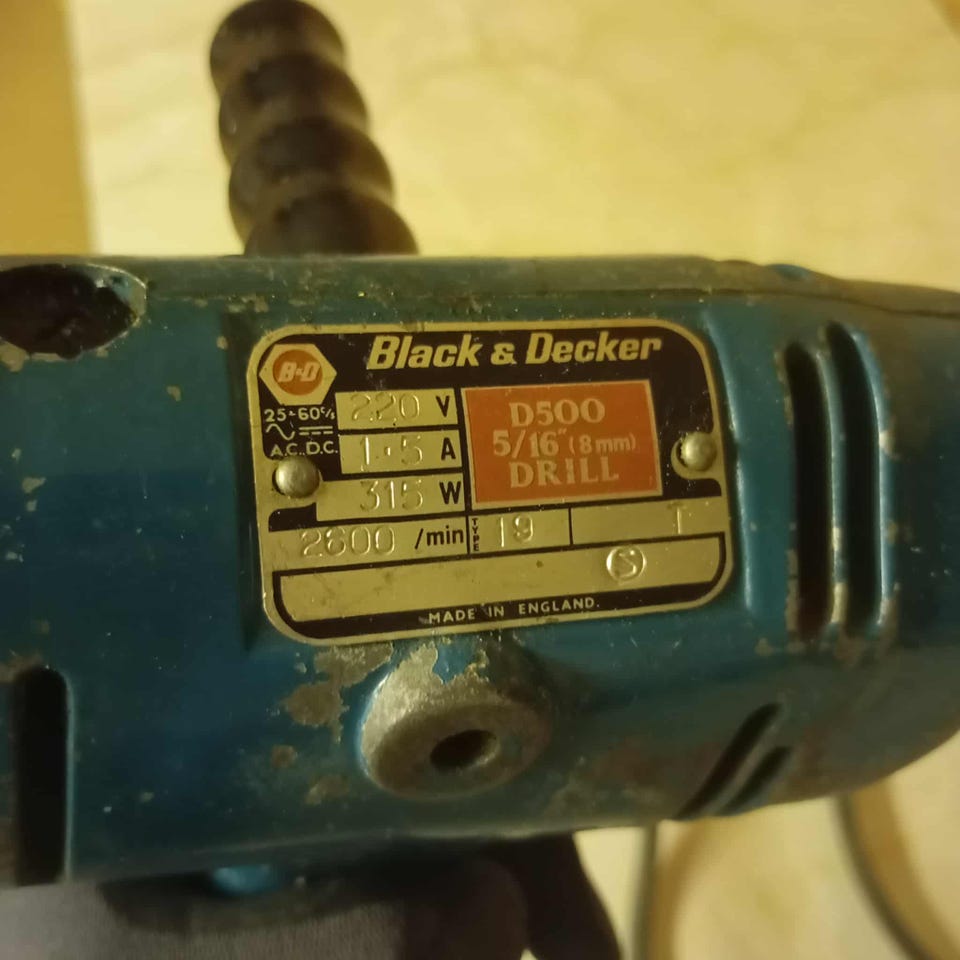 B&D
Black & Decker
25-60c/s
A.C. D.C.
220 V
1·5 A
315 W
D500
5/16" (8mm)
DRILL
2600 /min
TYPE 19
T
S
MADE IN ENGLAND.